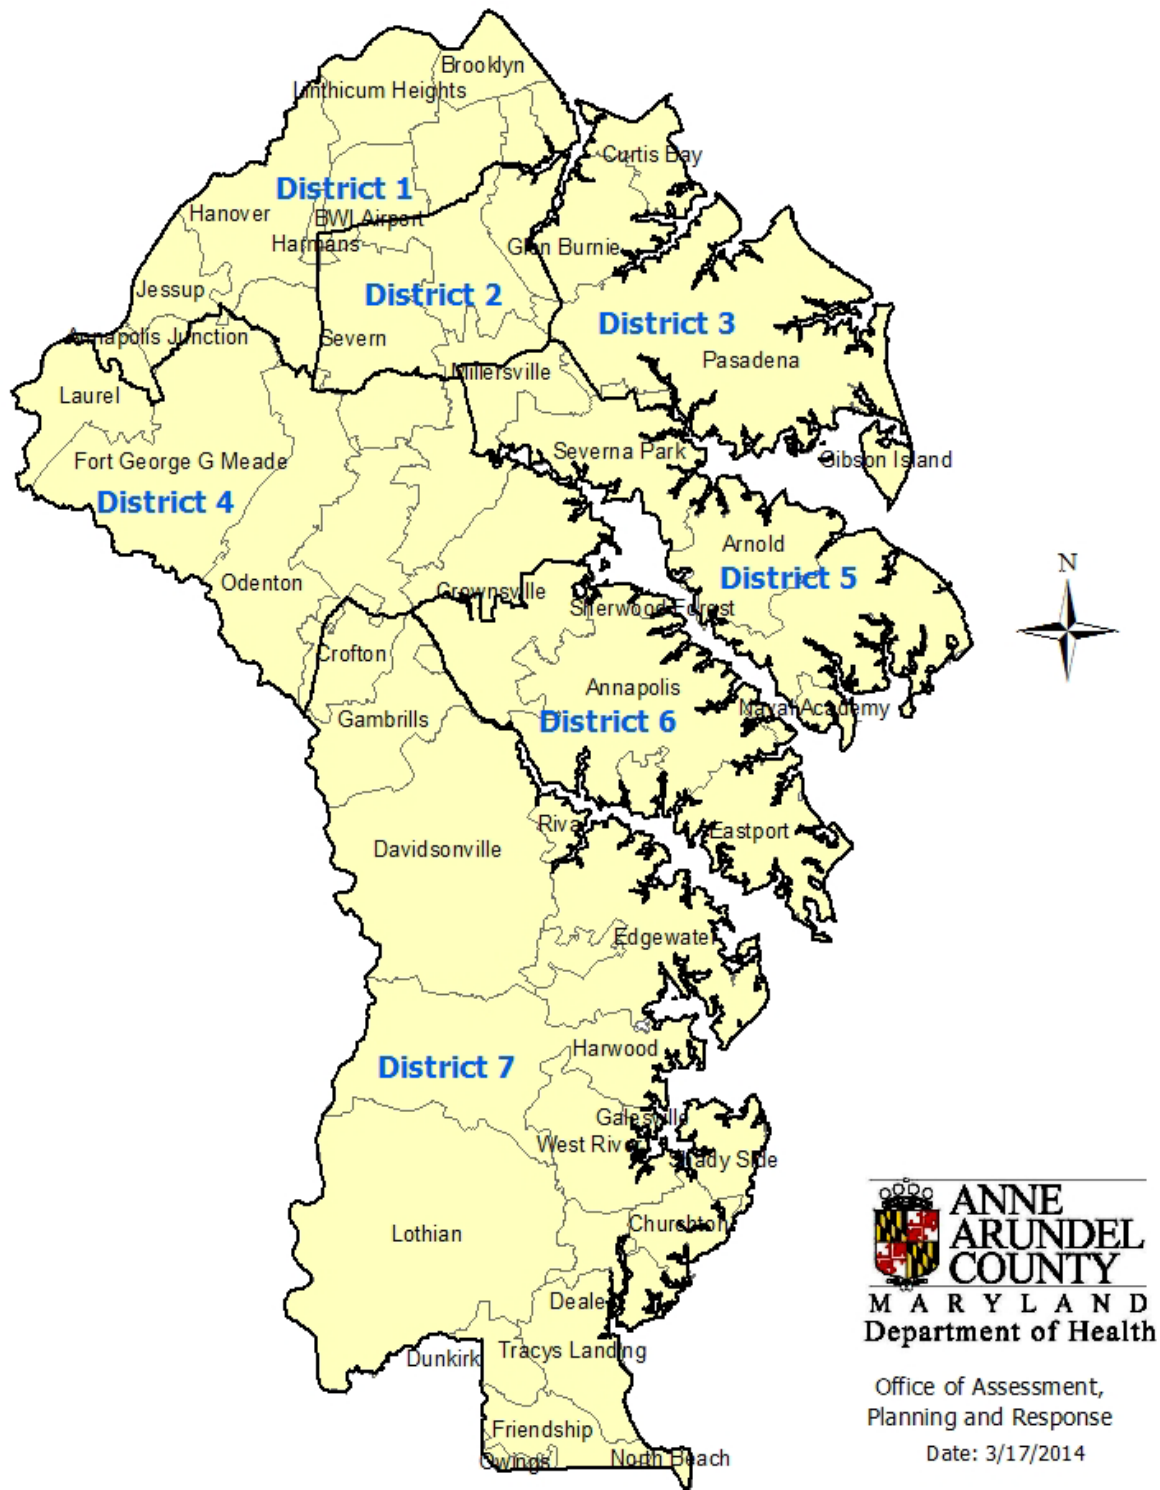 Brooklyn
Linthicum Heights
Curtis Bay
District 1
Hanover
BWI Airport
Harmans
Glen Burnie
Jessup
District 2
District 3
Annapolis Junction
Severn
Pasadena
Millersville
Laurel
Severna Park
Gibson Island
Fort George G Meade
District 4
Arnold
N
District 5
Odenton
Crownsville
Sherwood Forest
Crofton
Annapolis
Naval Academy
Gambrills
District 6
Riva
Eastport
Davidsonville
Edgewater
Harwood
District 7
Galesville
West River
Shady Side
Churchton
Lothian
Deale
Tracys Landing
Dunkirk
Friendship
Owings
North Beach
ANNE
ARUNDEL
COUNTY
MARYLAND
Department of Health
Office of Assessment,
Planning and Response
Date: 3/17/2014